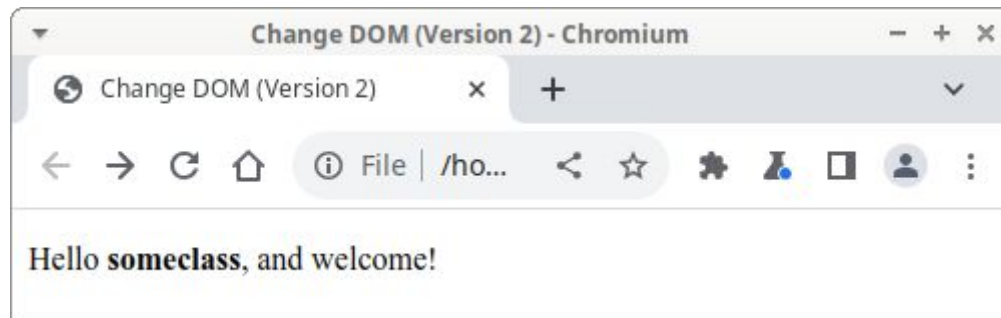 Change DOM (Version 2) - Chromium
Change DOM (Version 2)
File | /ho...
Hello someclass, and welcome!